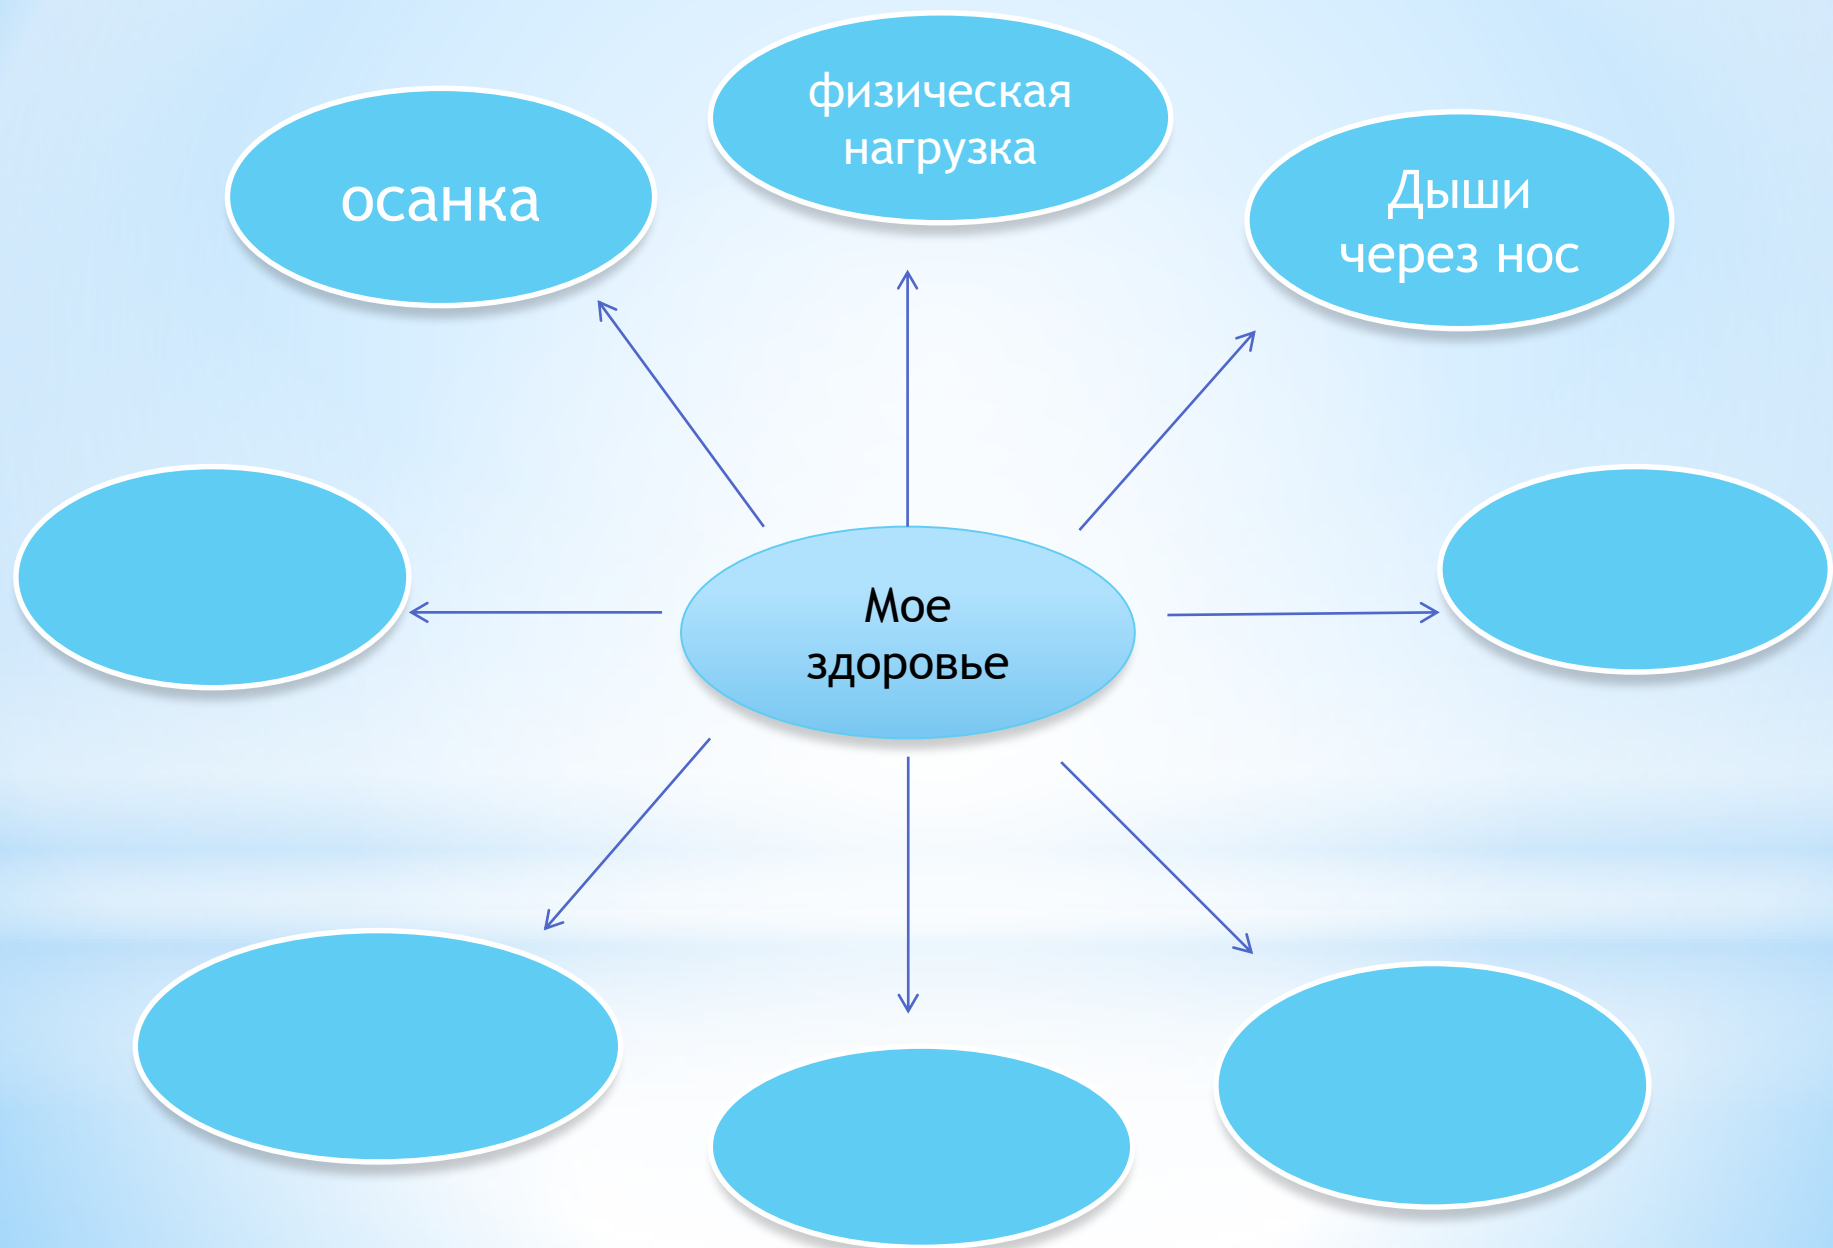 физическая
нагрузка
осанка
Дыши
через нос
Мое
здоровье